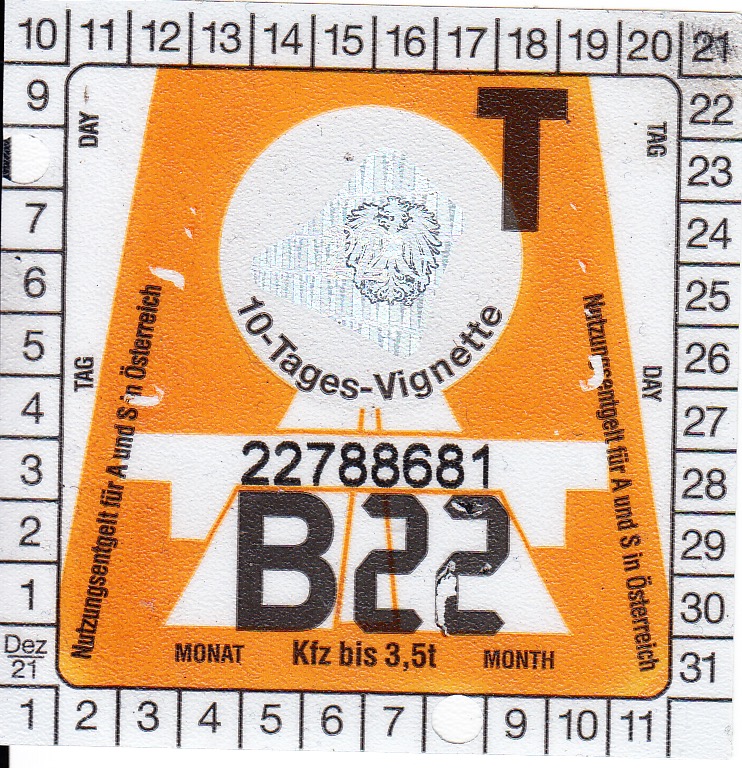 10 11 12 13 14 15 16 17 18 19 20 21
9
7
6
5
4
3
2
1
Dez
21
22
23
24
25
26
27
28
29
30
31
DAY
TAG
TAG
DAY
T
10-Tages-Vignette
Nutzungsentgelt für A und S in Österreich
Nutzungsentgelt für A und S in Österreich
22788681
B22
MONAT Kfz bis 3,5t MONTH
1 2 3 4 5 6 7 9 10 11